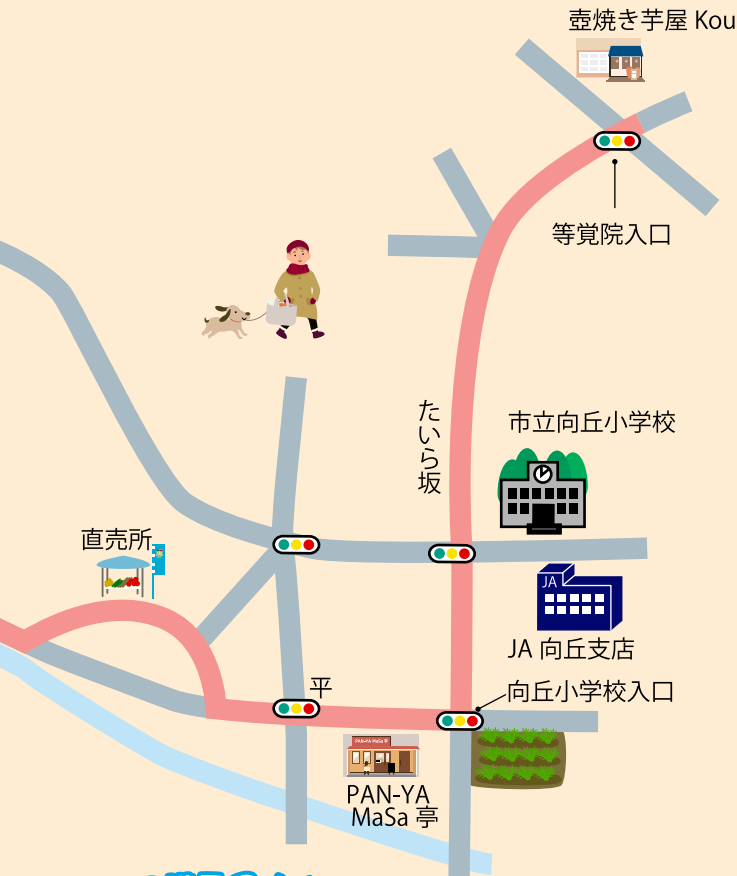 壺焼き芋屋 Kou
等覚院入口
たいら坂
市立向丘小学校
直売所
JA
JA 向丘支店
平
向丘小学校入口
PAN-YA MaSa 亭
PAN-YA
MaSa 亭